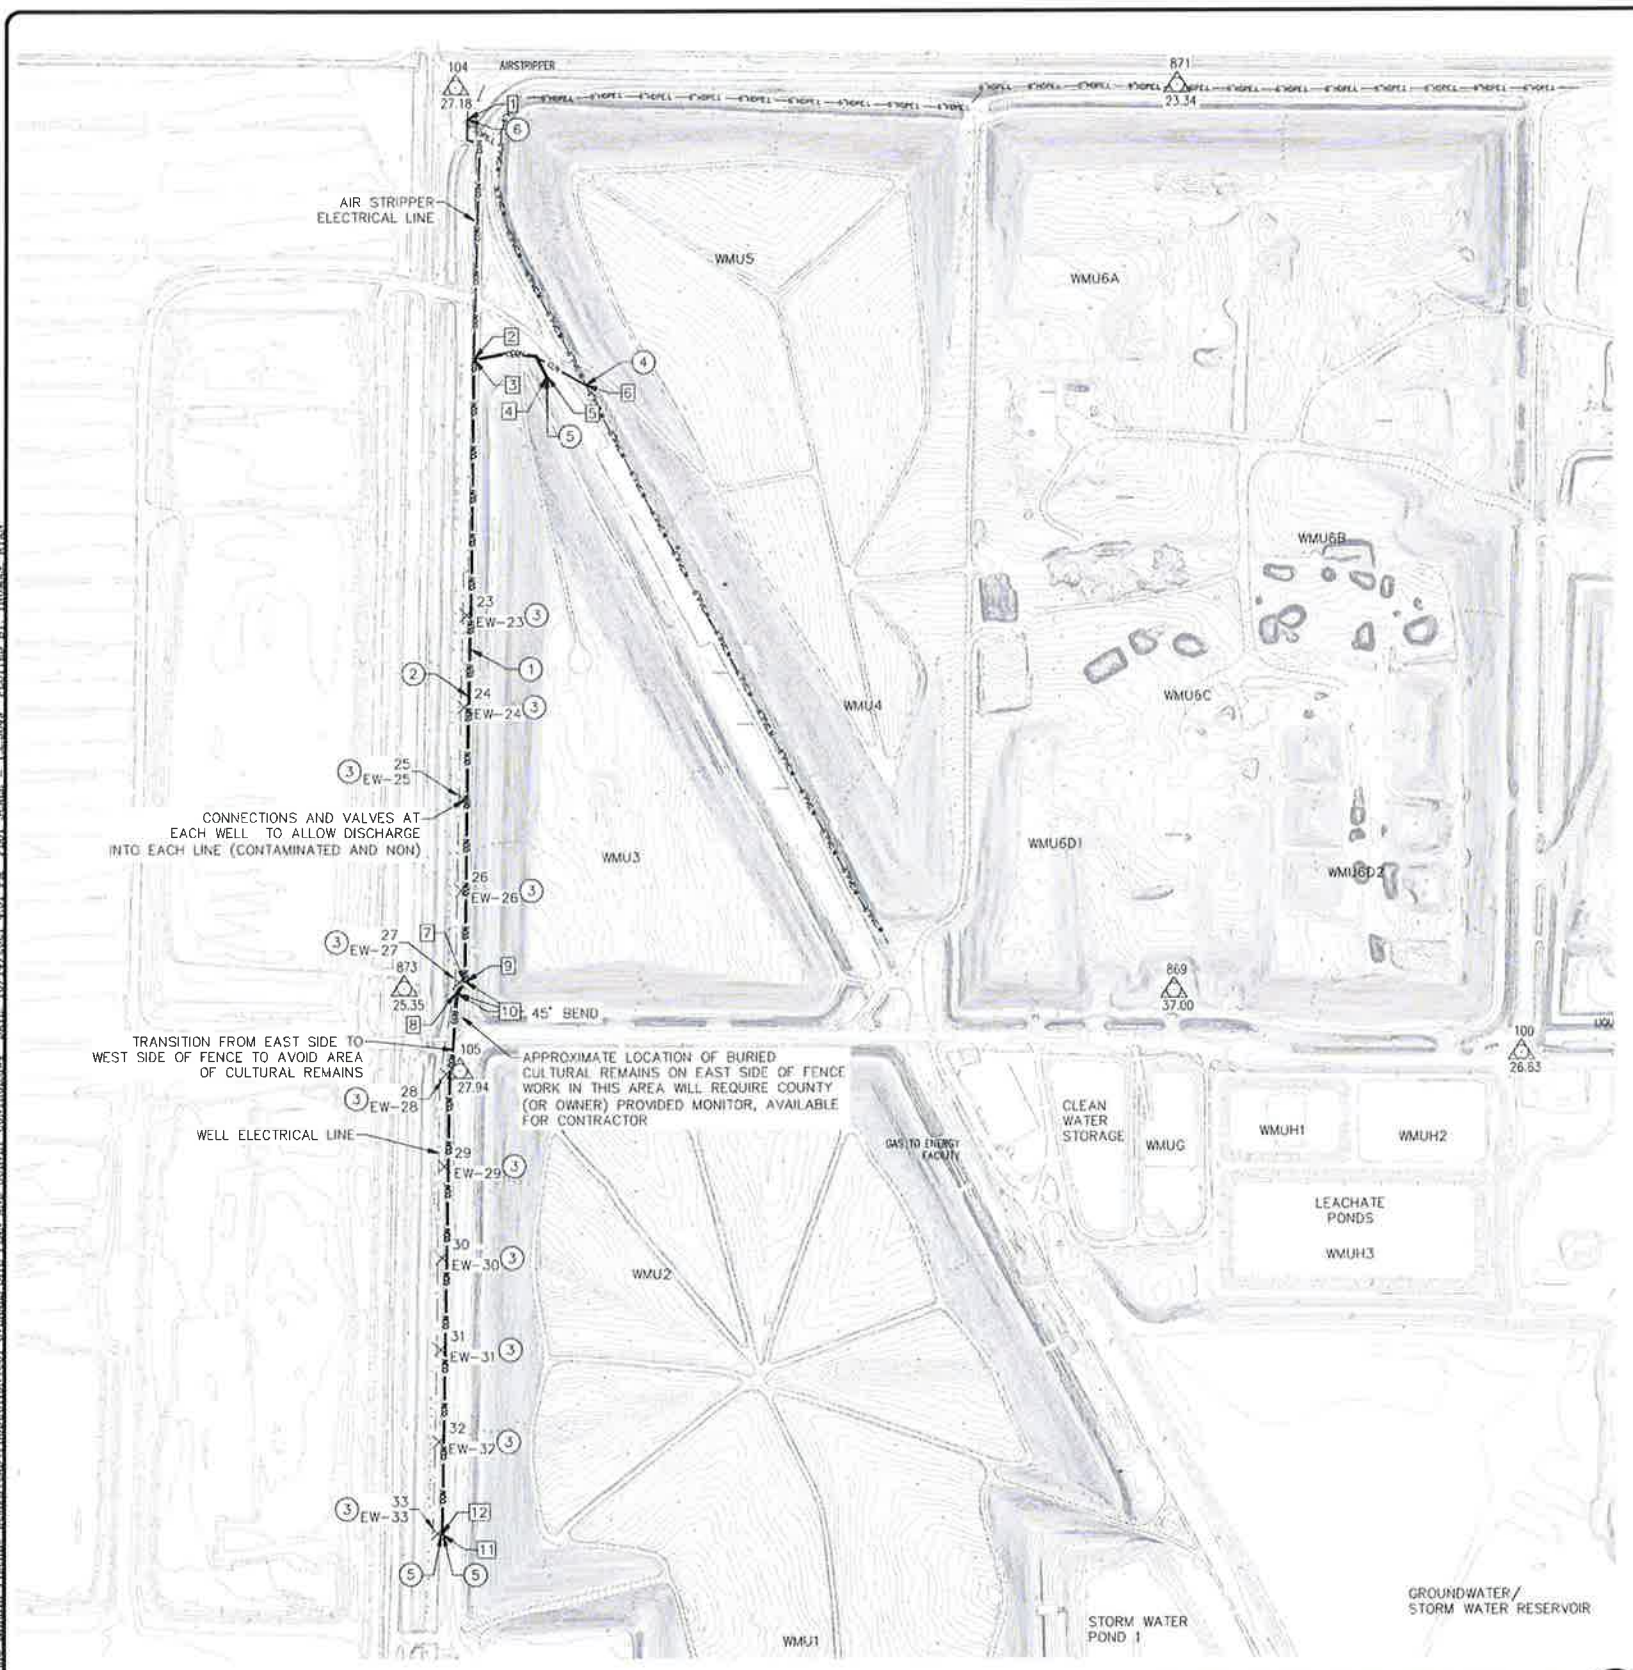 104
AIRSTRIPPER
27.18
1
6
871
23.34
AIR STRIPPER
ELECTRICAL LINE
WMU5
WMU6A
2
3
4
4
5
6
5
WMU6B
23
EW-23 3
1
2
24
EW-24 3
WMU4
WMU6C
25
3 EW-25
CONNECTIONS AND VALVES AT
EACH WELL TO ALLOW DISCHARGE
INTO EACH LINE (CONTAMINATED AND NON)
WMU3
WMU6D1
WMU6D2
26
EW-26 3
7
27
3 EW-27
9
873
25.35
869
37.00
8
10 - 45° BEND
100
26.63
TRANSITION FROM EAST SIDE TO
WEST SIDE OF FENCE TO AVOID AREA
OF CULTURAL REMAINS
105
27.94
APPROXIMATE LOCATION OF BURIED
CULTURAL REMAINS ON EAST SIDE OF FENCE
WORK IN THIS AREA WILL REQUIRE COUNTY
(OR OWNER) PROVIDED MONITOR, AVAILABLE
FOR CONTRACTOR
28
3 EW-28
WELL ELECTRICAL LINE
29
EW-29 3
GAS TO ENERGY
FACILITY
CLEAN
WATER
STORAGE
WMUG
WMUH1
WMUH2
LEACHATE
PONDS
WMUH3
30
EW-30 3
WMU2
31
EW-31 3
32
EW-32 3
33
3 EW-33
12
11
5
5
WMU1
STORM WATER
POND 1
GROUNDWATER/
STORM WATER RESERVOIR